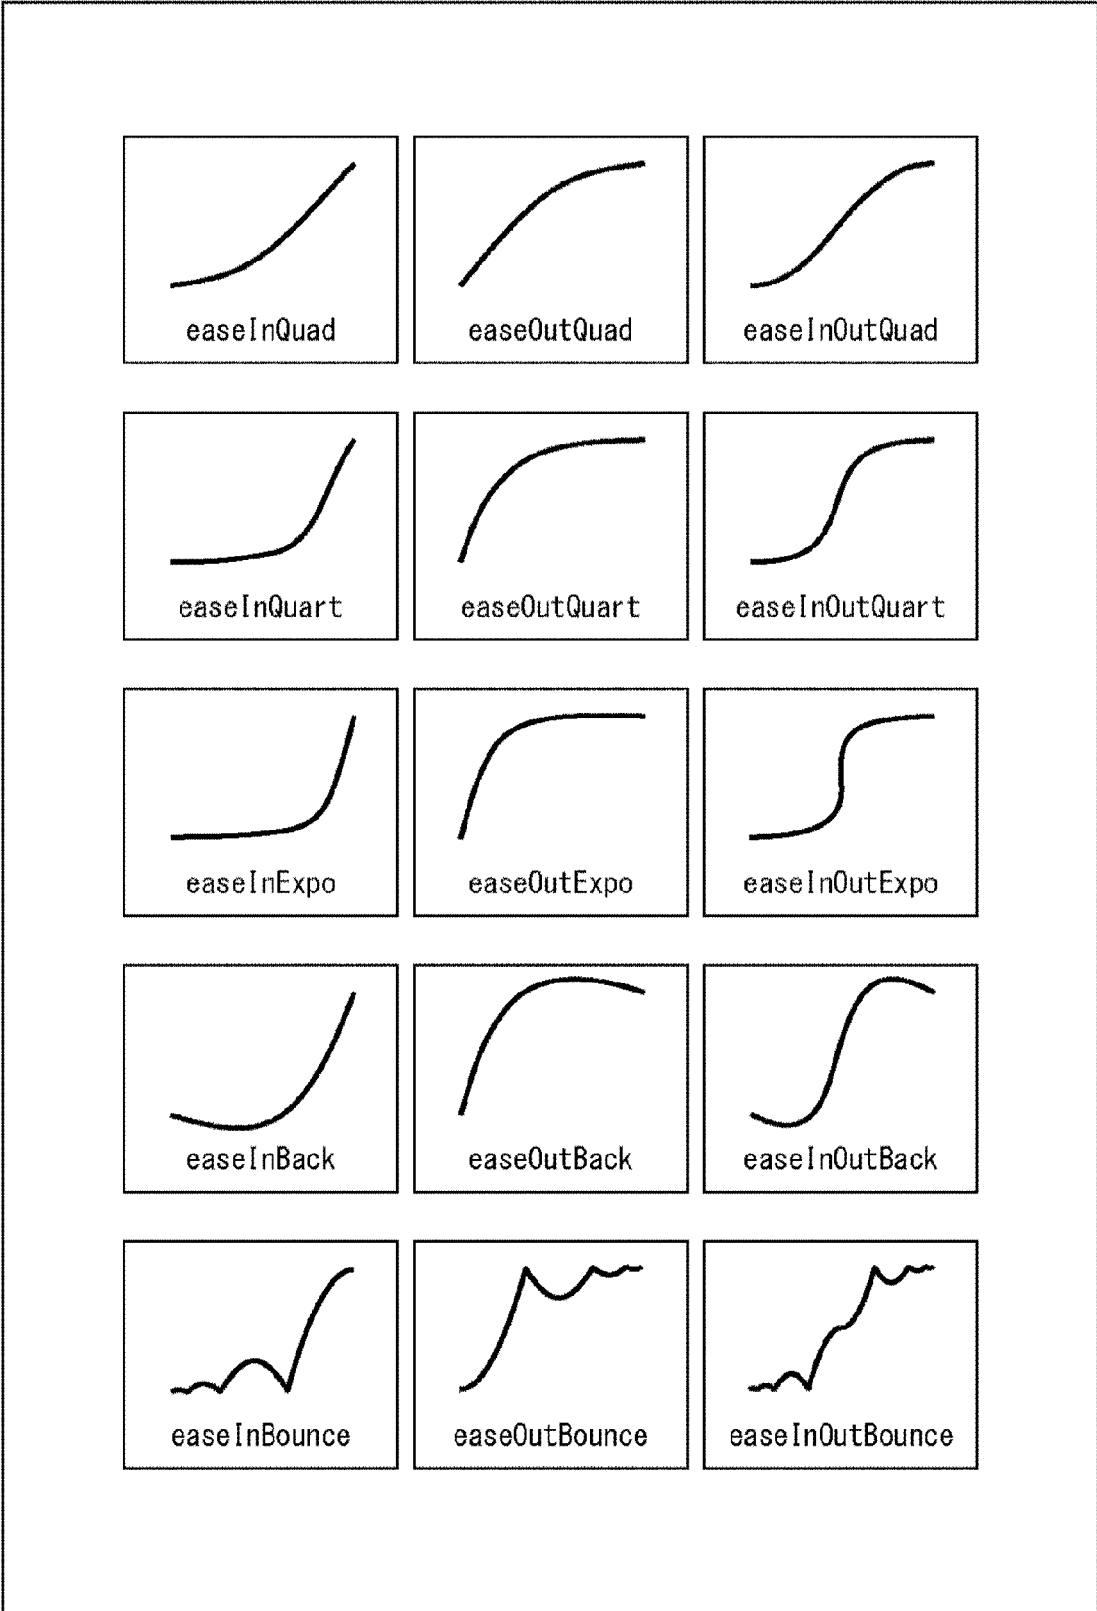 easeInQuad
easeOutQuad
easeInOutQuad
easeInQuart
easeOutQuart
easeInOutQuart
easeInExpo
easeOutExpo
easeInOutExpo
easeInBack
easeOutBack
easeInOutBack
easeInBounce
easeOutBounce
easeInOutBounce